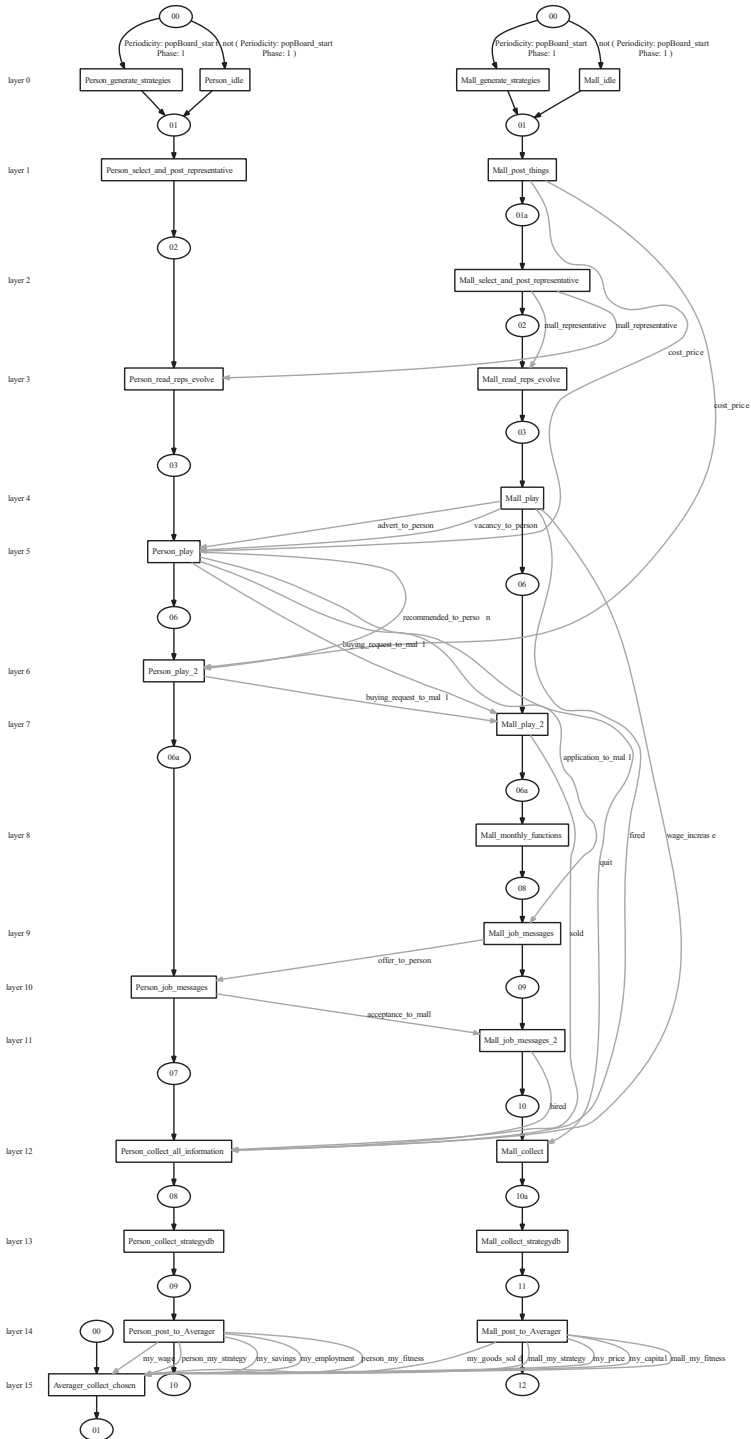 00 00
Periodicity: popBoard_start not ( Periodicity: popBoard_start Periodicity: popBoard_start not ( Periodicity: popBoard_start
Phase: 1 Phase: 1 ) Phase: 1 Phase: 1 )
layer 0 Person_generate_strategies Person_idle Mall_generate_strategies Mall_idle
01 01
layer 1 Person_select_and_post_representative Mall_post_things
01a
02
layer 2 Mall_select_and_post_representative
02 mall_representative mall_representative
cost_price
layer 3 Person_read_reps_evolve Mall_read_reps_evolve
cost_price
03
03
layer 4 Mall_play
advert_to_person vacancy_to_person
layer 5 Person_play
06
06 recommended_to_perso n
buying_request_to_mal l
layer 6 Person_play_2
buying_request_to_mal l
layer 7 Mall_play_2
06a application_to_mal l
06a
layer 8 Mall_monthly_functions fired wage_increas e
quit
08
layer 9 Mall_job_messages sold
offer_to_person
layer 10 Person_job_messages 09
acceptance_to_mall
layer 11 Mall_job_messages_2
07
10 hired
layer 12 Person_collect_all_information Mall_collect
08 10a
layer 13 Person_collect_strategydb Mall_collect_strategydb
09 11
layer 14 00 Person_post_to_Averager Mall_post_to_Averager
my_wage person_my_strategy my_savings my_employment person_my_fitness my_goods_sol d mall_my_strategy my_price my_capital mall_my_fitness
layer 15 Averager_collect_chosen 10 12
01